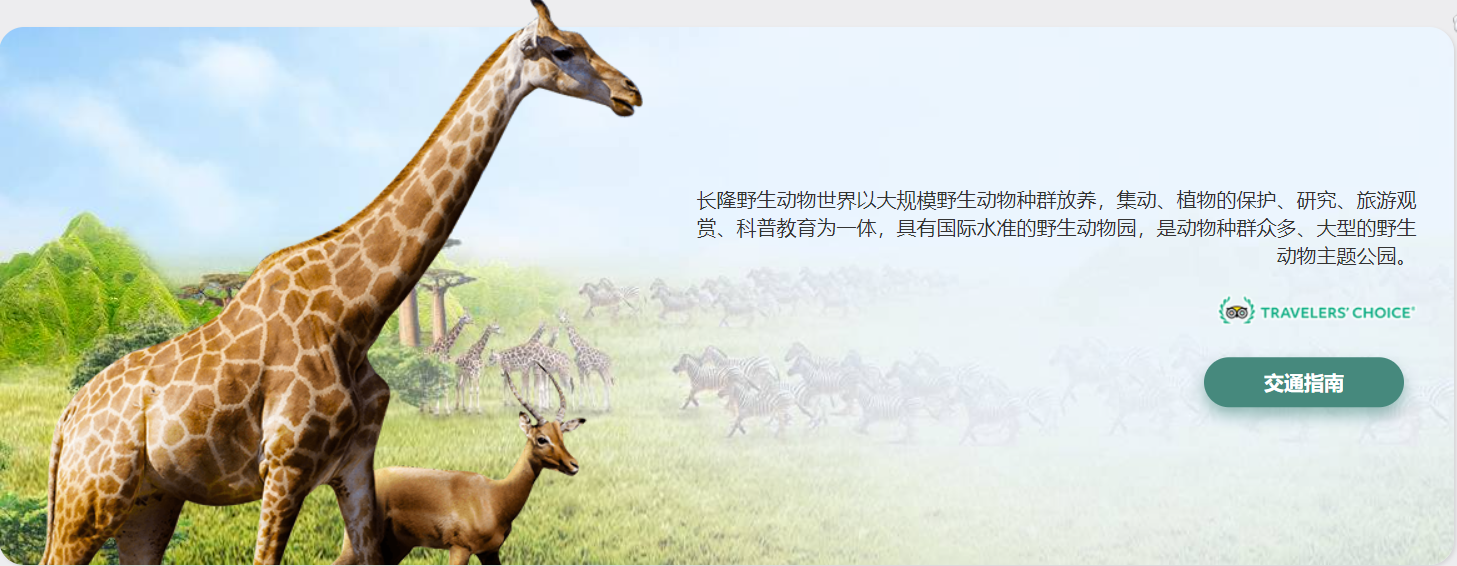 长隆野生动物世界以大规模野生动物种群放养，集动、植物的保护、研究、旅游观
赏、科普教育为一体，具有国际水准的野生动物园，是动物种群众多、大型的野生
动物主题公园。
TRAVELERS' CHOICE®
交通指南